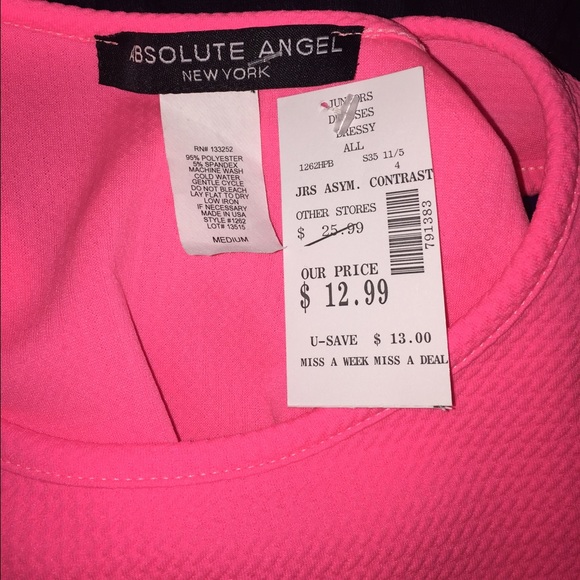 ABSOLUTE ANGEL
NEW YORK
RN# 133252
95% POLYESTER
5% SPANDEX
MACHINE WASH
COLD WATER
GENTLE CYCLE
DO NOT BLEACH
LAY FLAT TO DRY
LOW IRON
IF NECESSARY
MADE IN USA
STYLE #1262
LOT# 13515
MEDIUM
JUNIORS
DRESSES
DRESSY
ALL
1262HPB S35 11/5
4
JRS ASYM. CONTRAST
OTHER STORES
$ 25.99
791383
OUR PRICE
$ 12.99
U-SAVE $ 13.00
MISS A WEEK MISS A DEAL